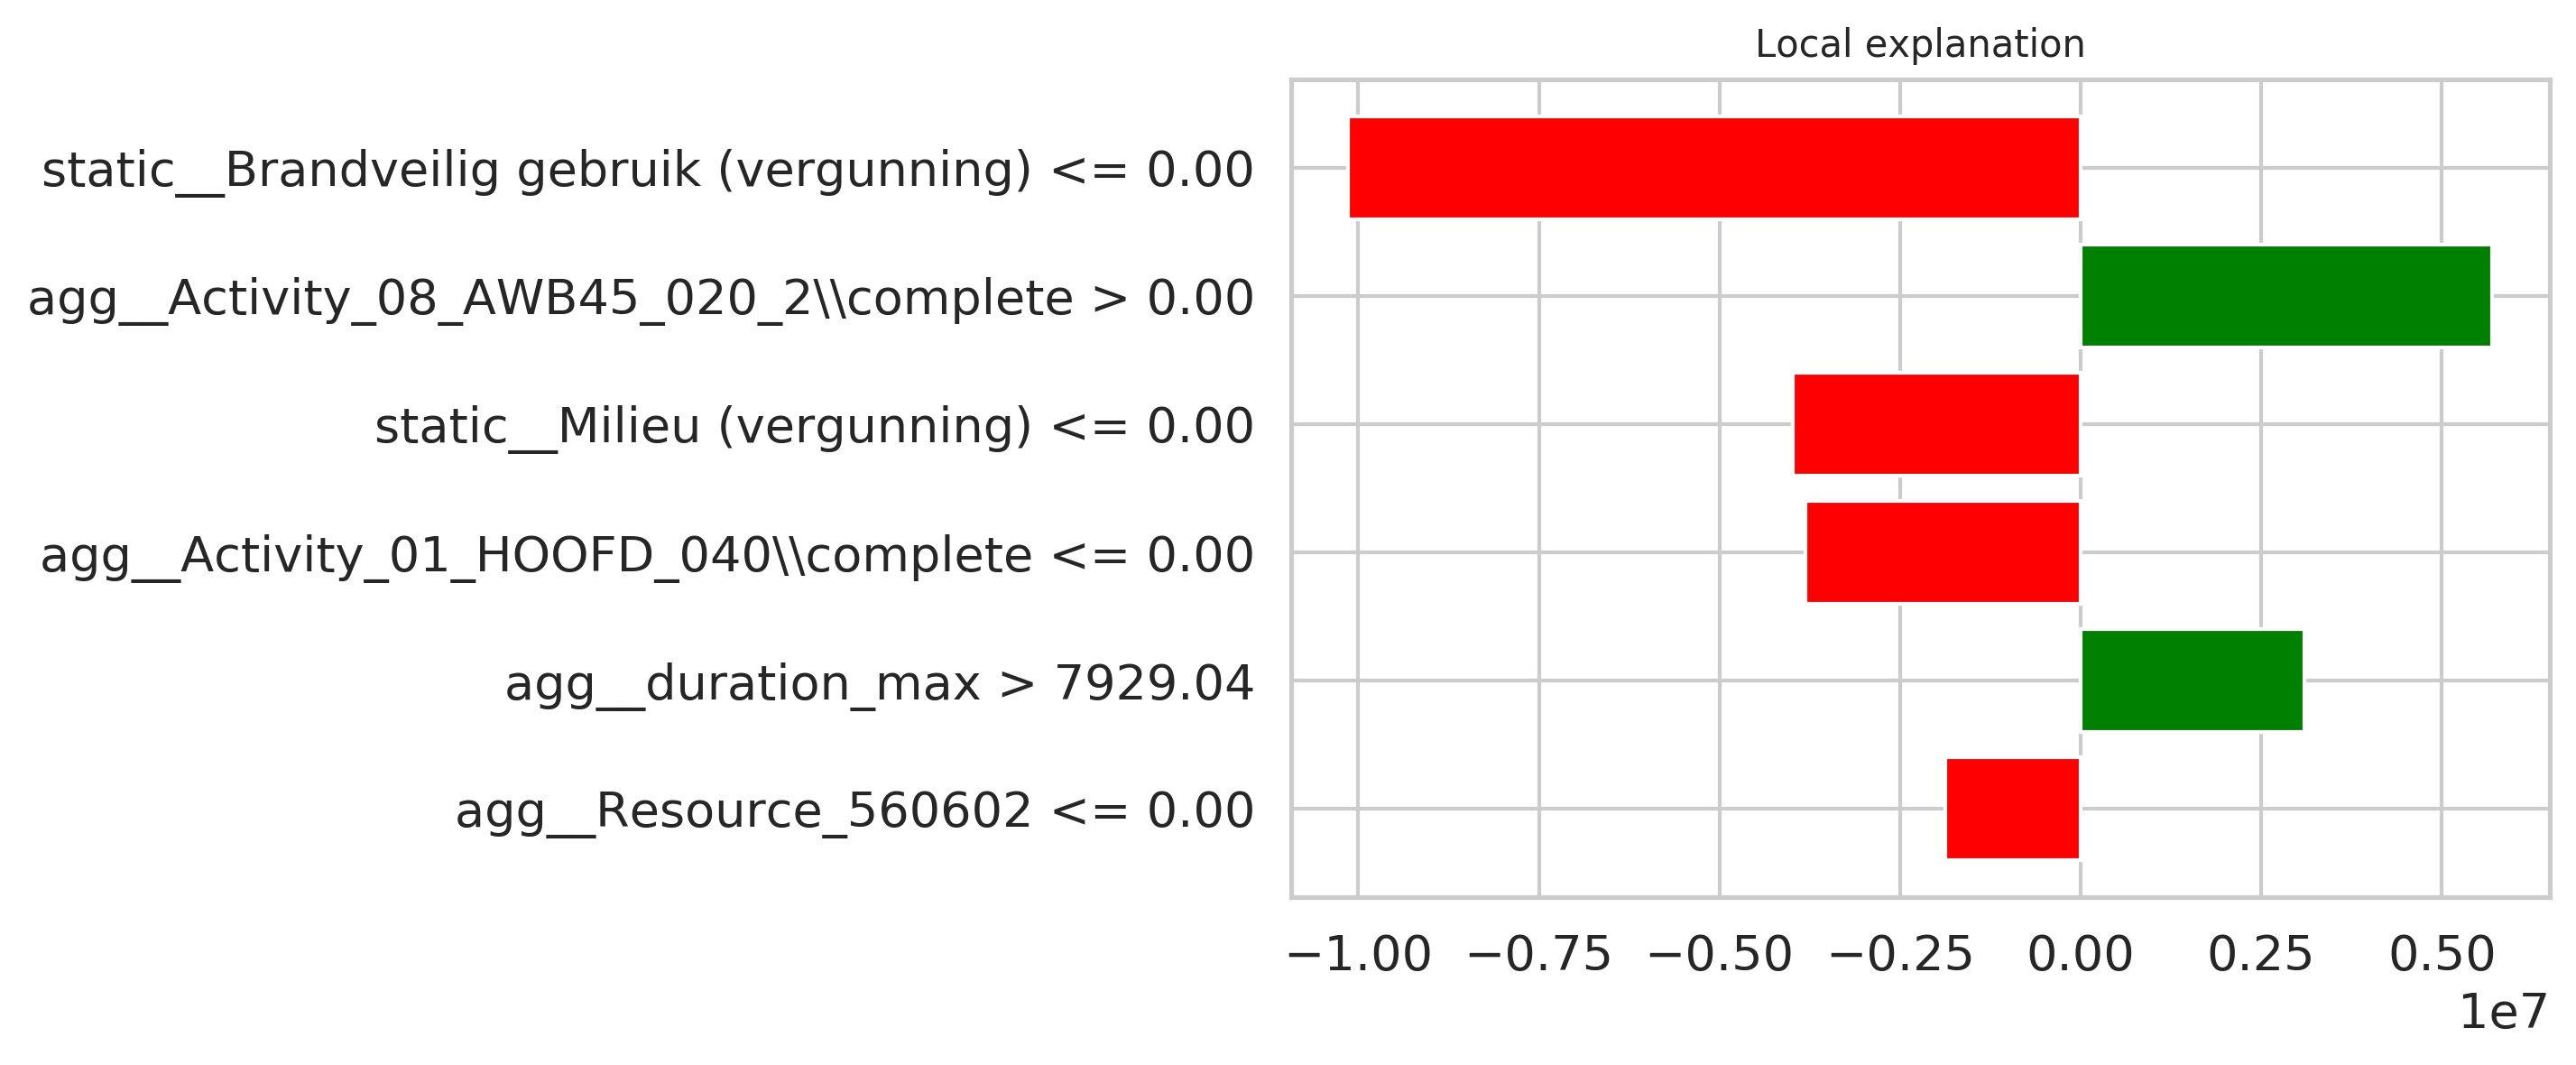 Local explanation
static__Brandveilig gebruik (vergunning) <= 0.00
agg__Activity_08_AWB45_020_2\\complete > 0.00
static__Milieu (vergunning) <= 0.00
agg__Activity_01_HOOFD_040\\complete <= 0.00
agg__duration_max > 7929.04
agg__Resource_560602 <= 0.00
−1.00 −0.75 −0.50 −0.25 0.00 0.25 0.50
1e7